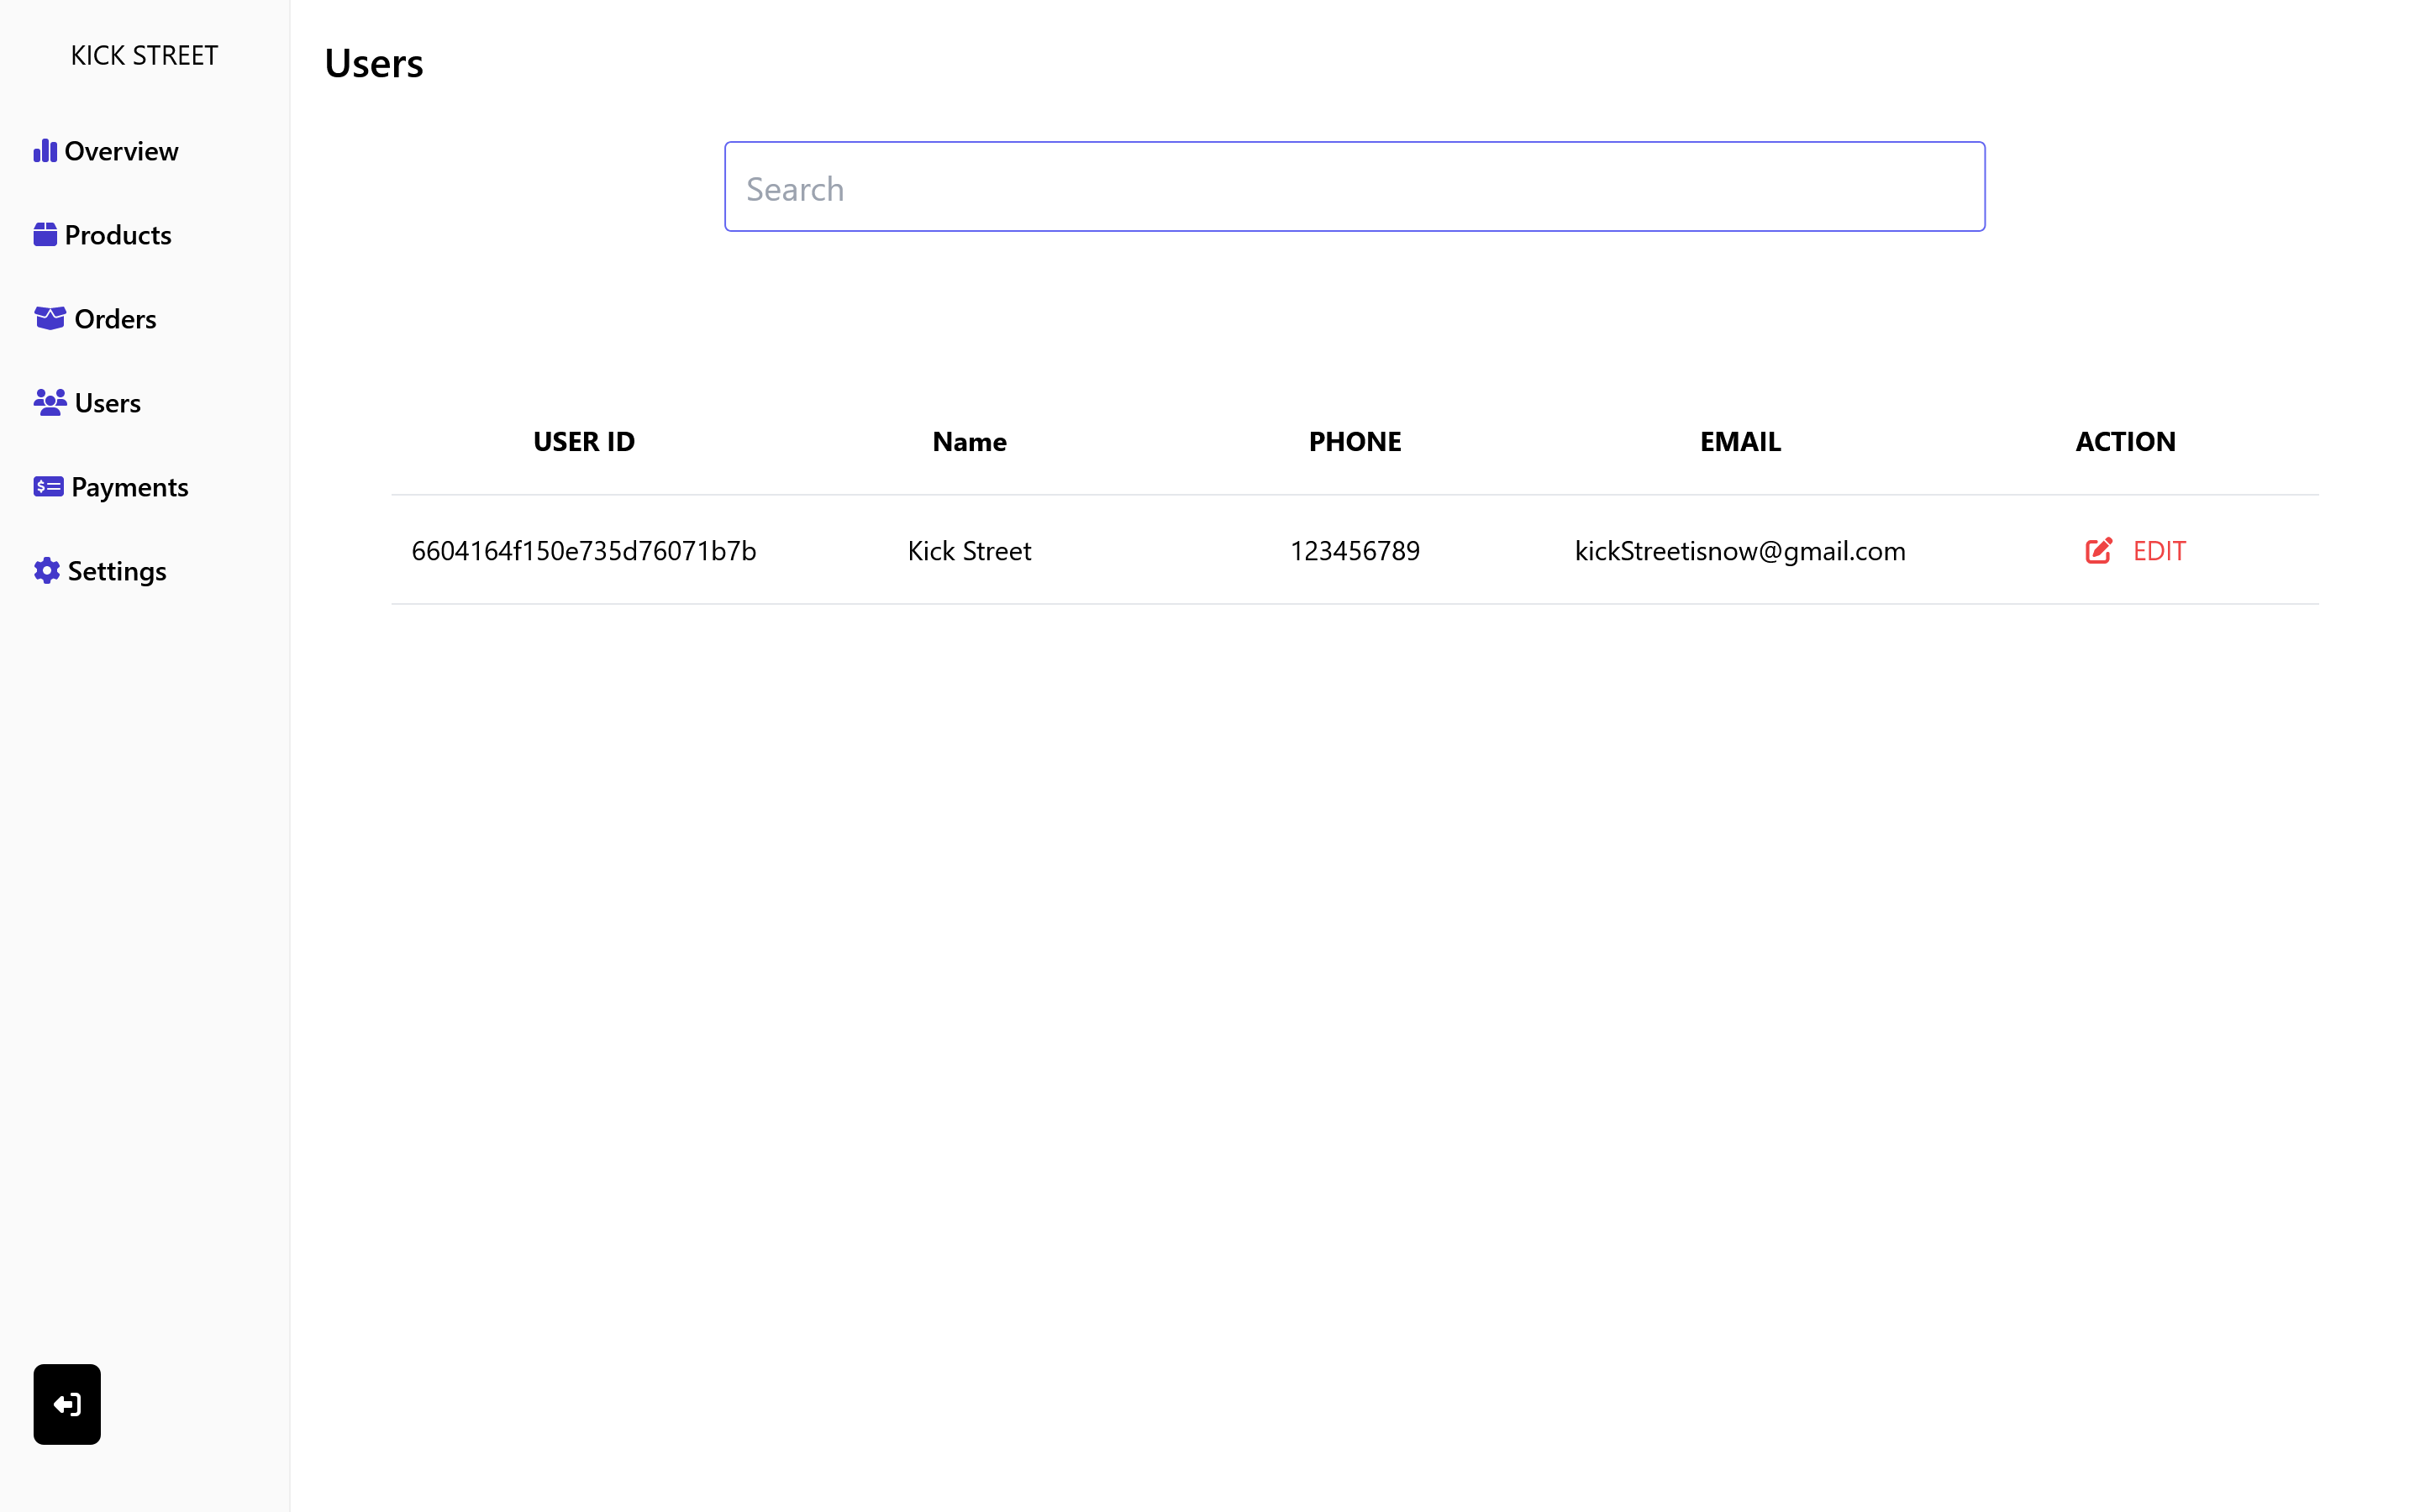 KICK STREET
Overview
Products
Orders
Users
Payments
Settings
Users
Search
USER ID Name PHONE EMAIL ACTION
6604164f150e735d76071b7b Kick Street 123456789 kickStreetisnow@gmail.com EDIT